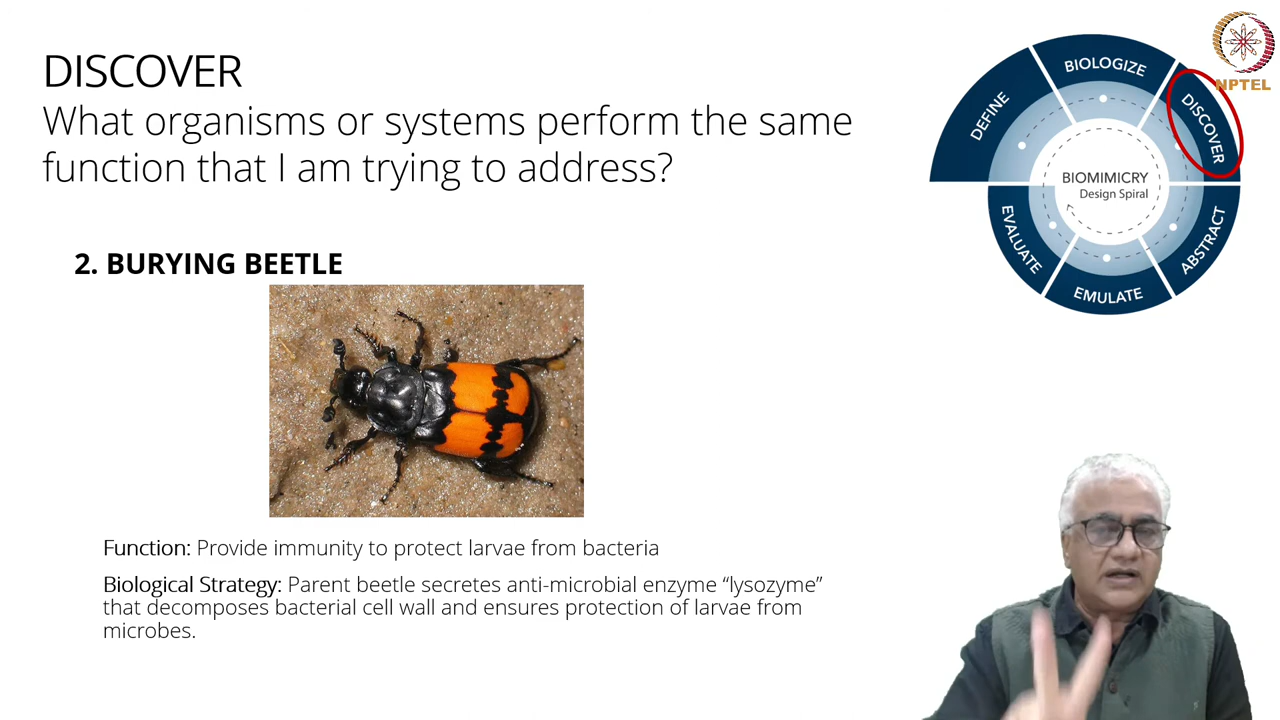 DISCOVER
What organisms or systems perform the same
function that I am trying to address?
2. BURYING BEETLE
Function: Provide immunity to protect larvae from bacteria
Biological Strategy: Parent beetle secretes anti-microbial enzyme “lysozyme”
that decomposes bacterial cell wall and ensures protection of larvae from
microbes.
DEFINE
BIOLOGIZE
DISCOVER
ABSTRACT
EMULATE
EVALUATE
BIOMIMICRY
Design Spiral
NPTEL